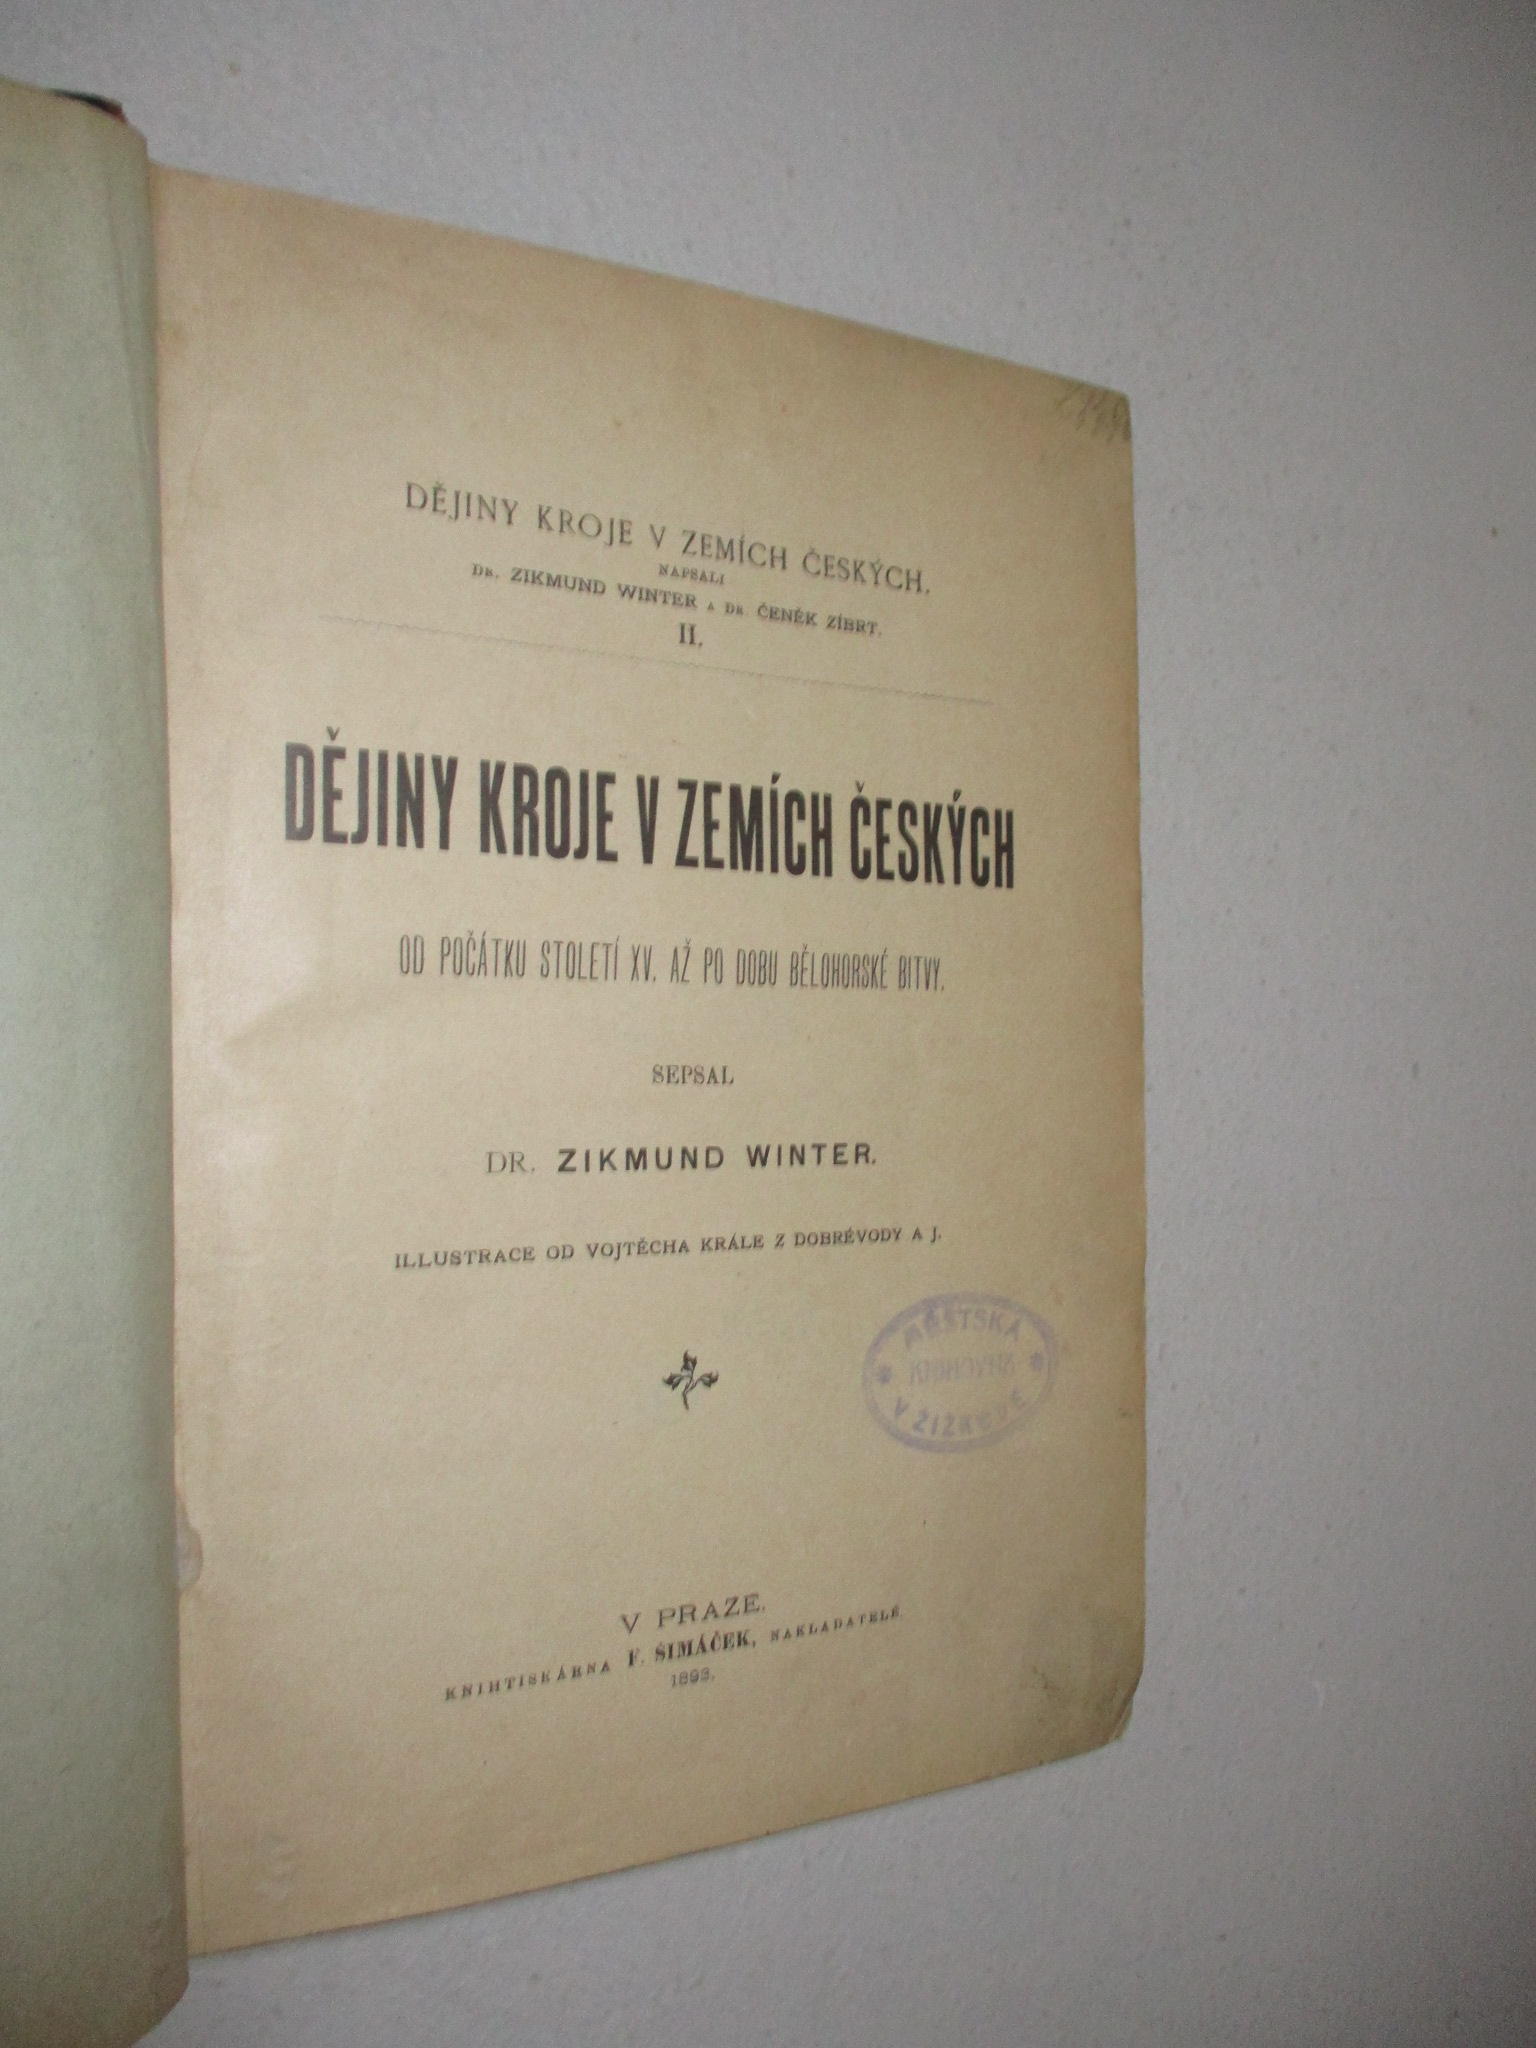 DĚJINY KROJE V ZEMÍCH ČESKÝCH.
NAPSALI
DR. ZIKMUND WINTER A DR. ČENĚK ZÍBRT.
II.
DĚJINY KROJE V ZEMÍCH ČESKÝCH
OD POČÁTKU STOLETÍ XV. AŽ PO DOBU BĚLOHORSKÉ BITVY.
SEPSAL
DR. ZIKMUND WINTER.
ILLUSTRACE OD VOJTĚCHA KRÁLE Z DOBRÉVODY A J.
MĚSTSKÁ
KNIHOVNA
V ŽIŽKOVĚ
V PRAZE.
KNIHTISKÁRNA F. ŠIMÁČEK, NAKLADATELÉ.
1893.